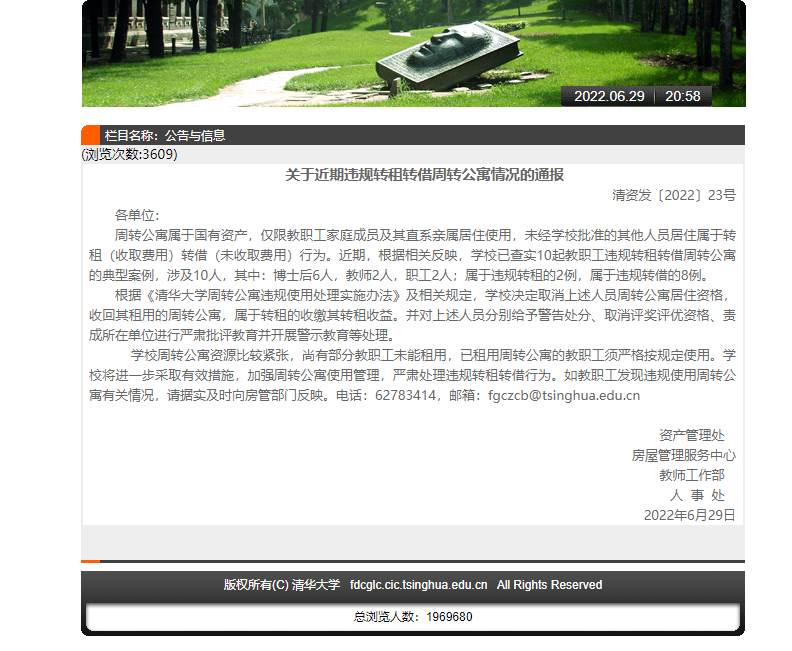 2022.06.29 20:58
栏目名称：公告与信息
(浏览次数:3609)
关于近期违规转租转借周转公寓情况的通报
清资发〔2022〕23号
各单位：
周转公寓属于国有资产，仅限教职工家庭成员及其直系亲属居住使用，未经学校批准的其他人员居住属于转
租（收取费用）转借（未收取费用）行为。近期，根据相关反映，学校已查实10起教职工违规转租转借周转公寓
的典型案例，涉及10人，其中：博士后6人，教师2人，职工2人；属于违规转租的2例，属于违规转借的8例。
根据《清华大学周转公寓违规使用处理实施办法》及相关规定，学校决定取消上述人员周转公寓居住资格，
收回其租用的周转公寓，属于转租的收缴其转租收益。并对上述人员分别给予警告处分、取消评奖评优资格、责
成所在单位进行严肃批评教育并开展警示教育等处理。
学校周转公寓资源比较紧张，尚有部分教职工未能租用，已租用周转公寓的教职工须严格按规定使用。学
校将进一步采取有效措施，加强周转公寓使用管理，严肃处理违规转租转借行为。如教职工发现违规使用周转公
寓有关情况，请据实及时向房管部门反映。电话：62783414，邮箱：fgczcb@tsinghua.edu.cn
资产管理处
房屋管理服务中心
教师工作部
人 事 处
2022年6月29日
版权所有(C) 清华大学 fdcglc.cic.tsinghua.edu.cn All Rights Reserved
总浏览人数：1969680